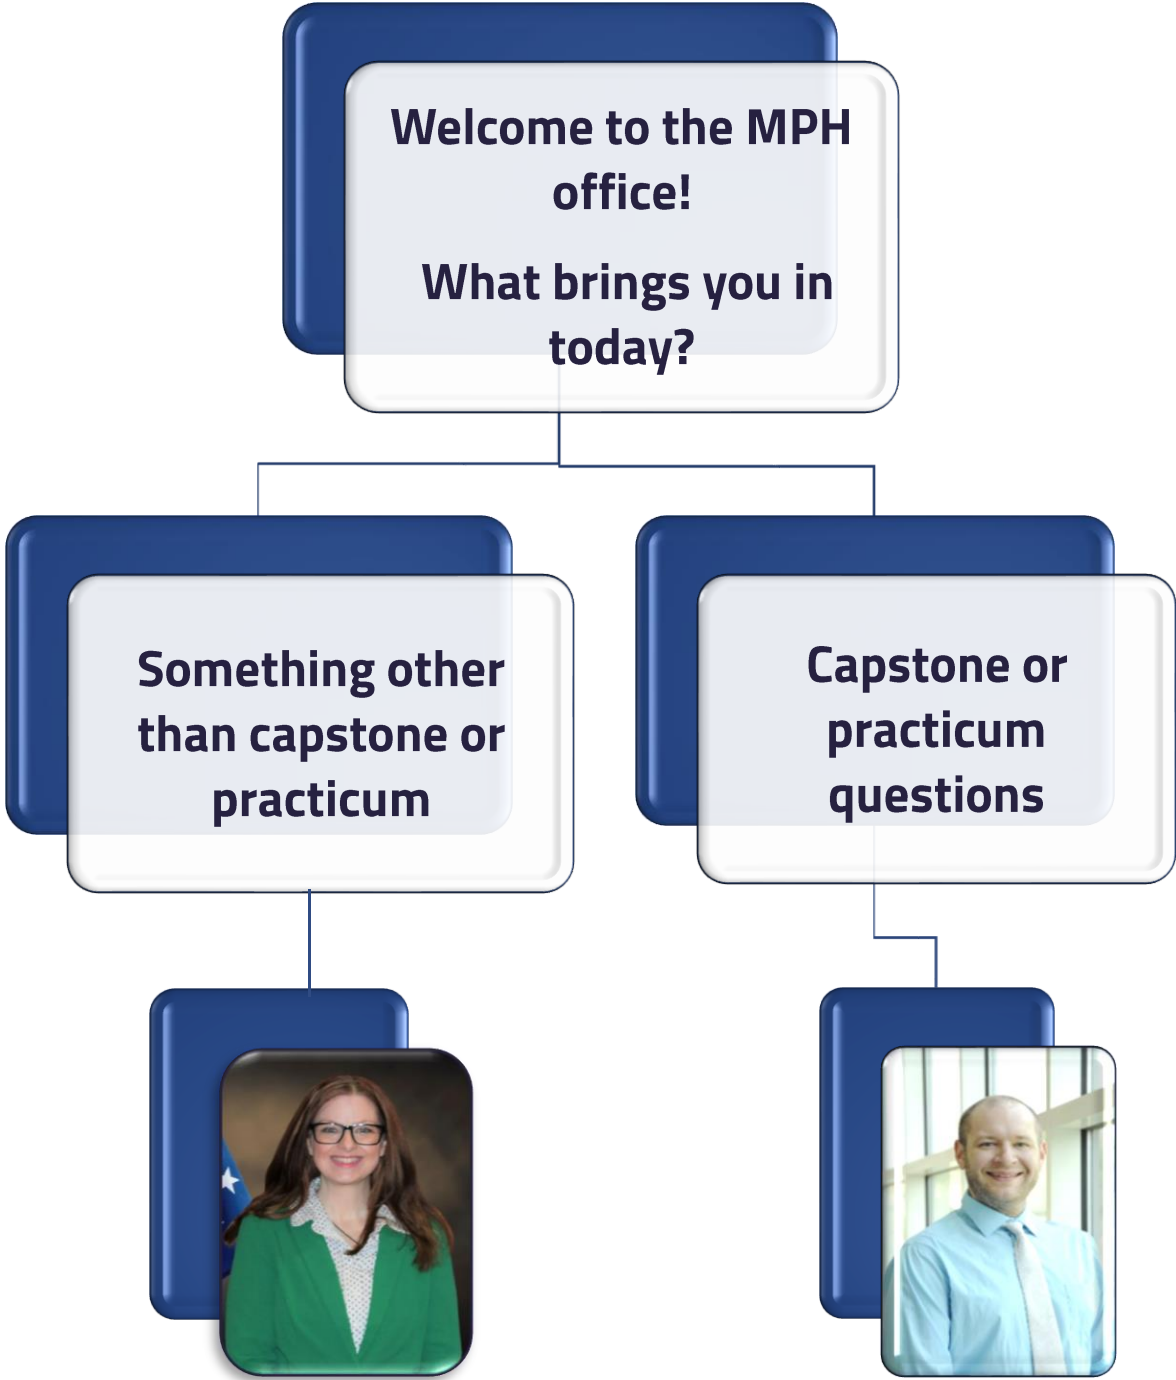 Welcome to the MPH
office!
What brings you in
today?
Something other
than capstone or
practicum
Capstone or
practicum
questions